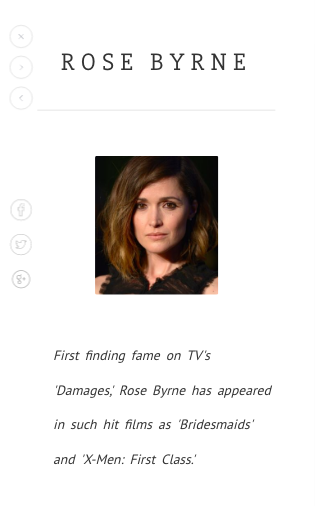 ROSE BYRNE
First finding fame on TV's
'Damages,' Rose Byrne has appeared
in such hit films as 'Bridesmaids'
and 'X-Men: First Class.'